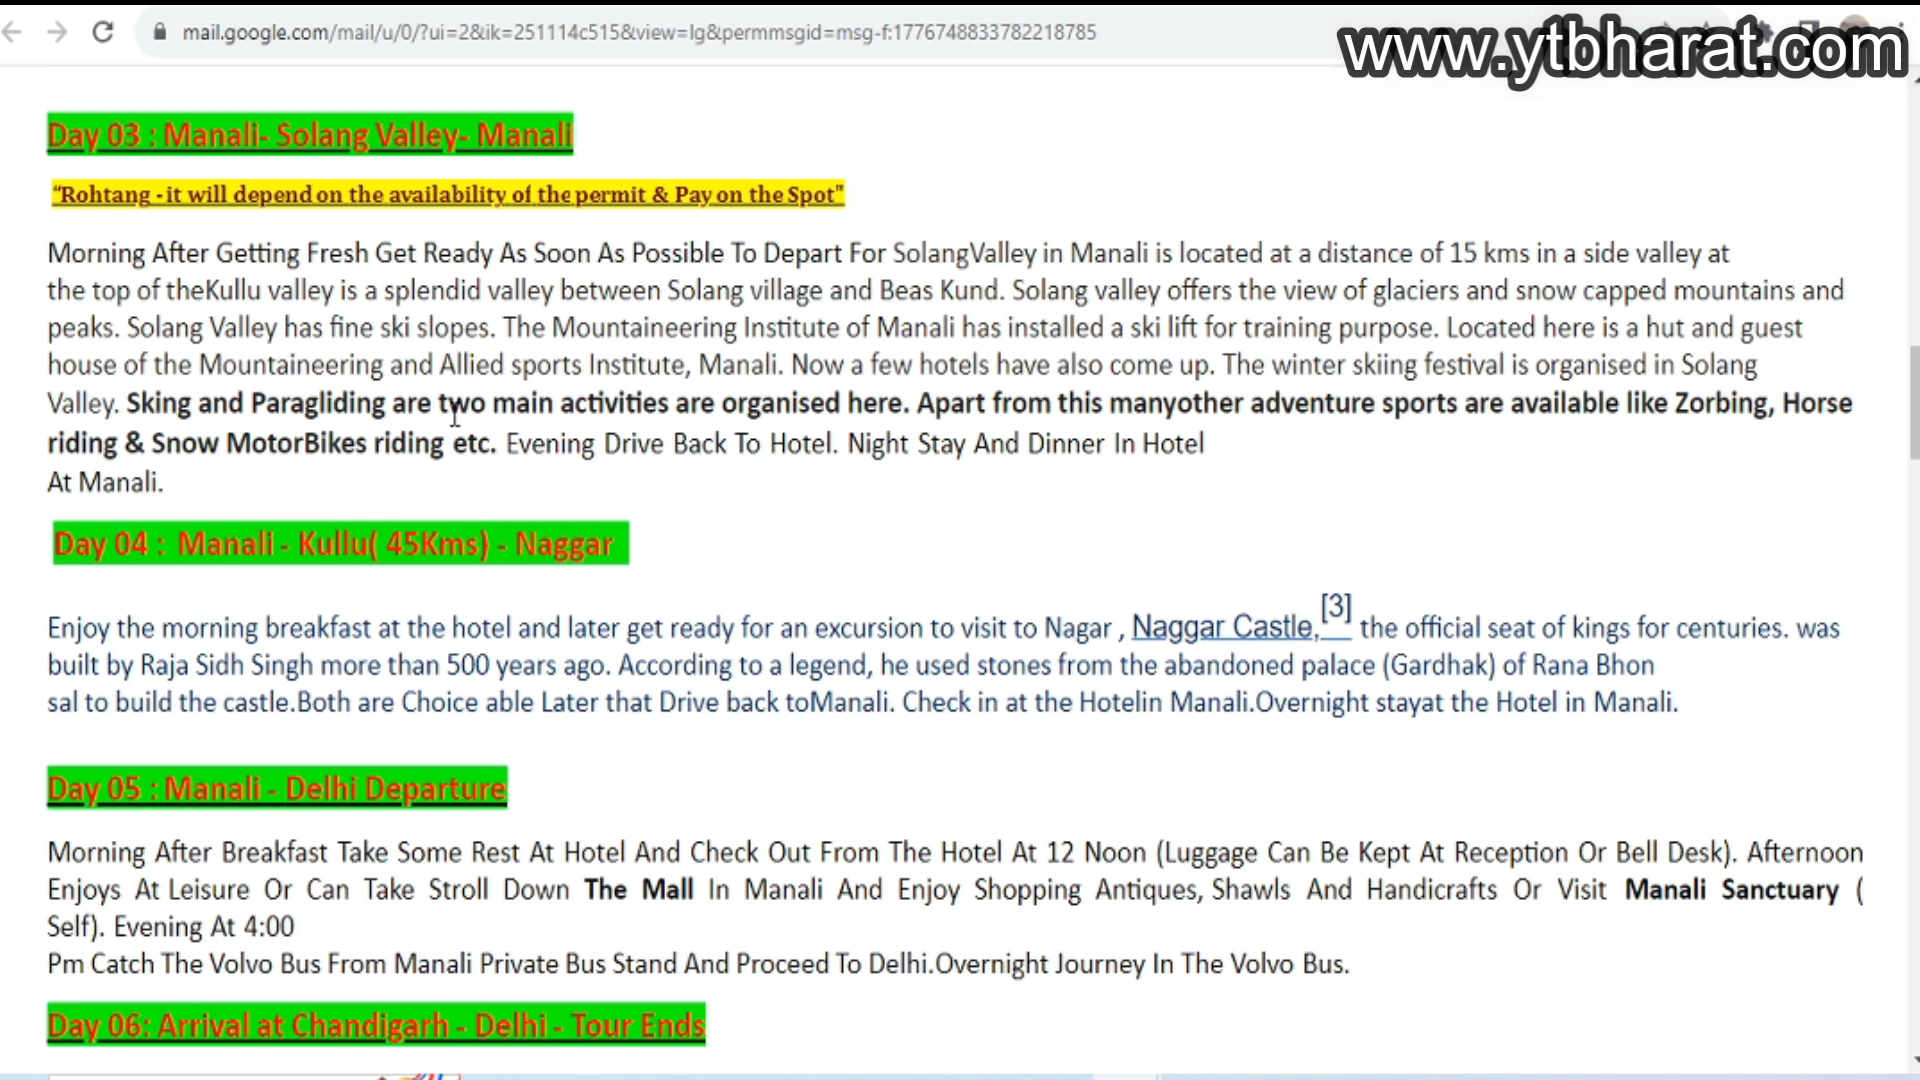 mail.google.com/mail/u/0/?ui=2&ik=251114c515&view=lg&permmsgid=msg-f:1776748833782218785
www.ytbharat.com
Day 03 : Manali- Solang Valley- Manali
“Rohtang -it will depend on the availability of the permit & Pay on the Spot"
Morning After Getting Fresh Get Ready As Soon As Possible To Depart For SolangValley in Manali is located at a distance of 15 kms in a side valley at
the top of theKullu valley is a splendid valley between Solang village and Beas Kund. Solang valley offers the view of glaciers and snow capped mountains and
peaks. Solang Valley has fine ski slopes. The Mountaineering Institute of Manali has installed a ski lift for training purpose. Located here is a hut and guest
house of the Mountaineering and Allied sports Institute, Manali. Now a few hotels have also come up. The winter skiing festival is organised in Solang
Valley. Sking and Paragliding are two main activities are organised here. Apart from this manyother adventure sports are available like Zorbing, Horse
riding & Snow MotorBikes riding etc. Evening Drive Back To Hotel. Night Stay And Dinner In Hotel
At Manali.
Day 04 : Manali - Kullu( 45Kms) - Naggar
Enjoy the morning breakfast at the hotel and later get ready for an excursion to visit to Nagar , Naggar Castle,[3] the official seat of kings for centuries. was
built by Raja Sidh Singh more than 500 years ago. According to a legend, he used stones from the abandoned palace (Gardhak) of Rana Bhon
sal to build the castle.Both are Choice able Later that Drive back toManali. Check in at the Hotelin Manali.Overnight stayat the Hotel in Manali.
Day 05 : Manali - Delhi Departure
Morning After Breakfast Take Some Rest At Hotel And Check Out From The Hotel At 12 Noon (Luggage Can Be Kept At Reception Or Bell Desk). Afternoon
Enjoys At Leisure Or Can Take Stroll Down The Mall In Manali And Enjoy Shopping Antiques, Shawls And Handicrafts Or Visit Manali Sanctuary (
Self). Evening At 4:00
Pm Catch The Volvo Bus From Manali Private Bus Stand And Proceed To Delhi.Overnight Journey In The Volvo Bus.
Day 06: Arrival at Chandigarh - Delhi - Tour Ends